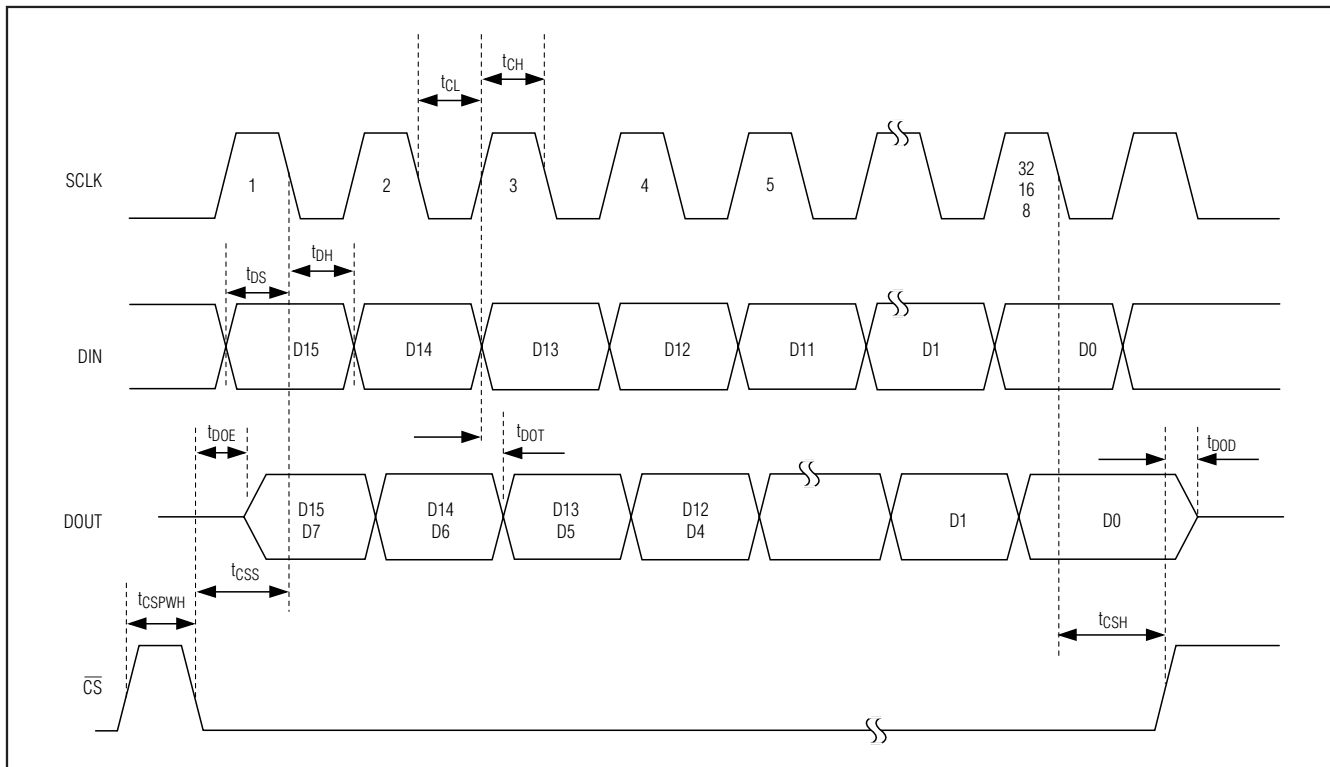 tCL
tCH
SCLK
1
2
3
4
5
32
16
8
tDS
tDH
DIN
D15
D14
D13
D12
D11
D1
D0
tDOE
tDOT
tDOD
DOUT
D15
D7
D14
D6
D13
D5
D12
D4
D1
D0
tCSS
tCSPWH
tCSH
C̅S̅